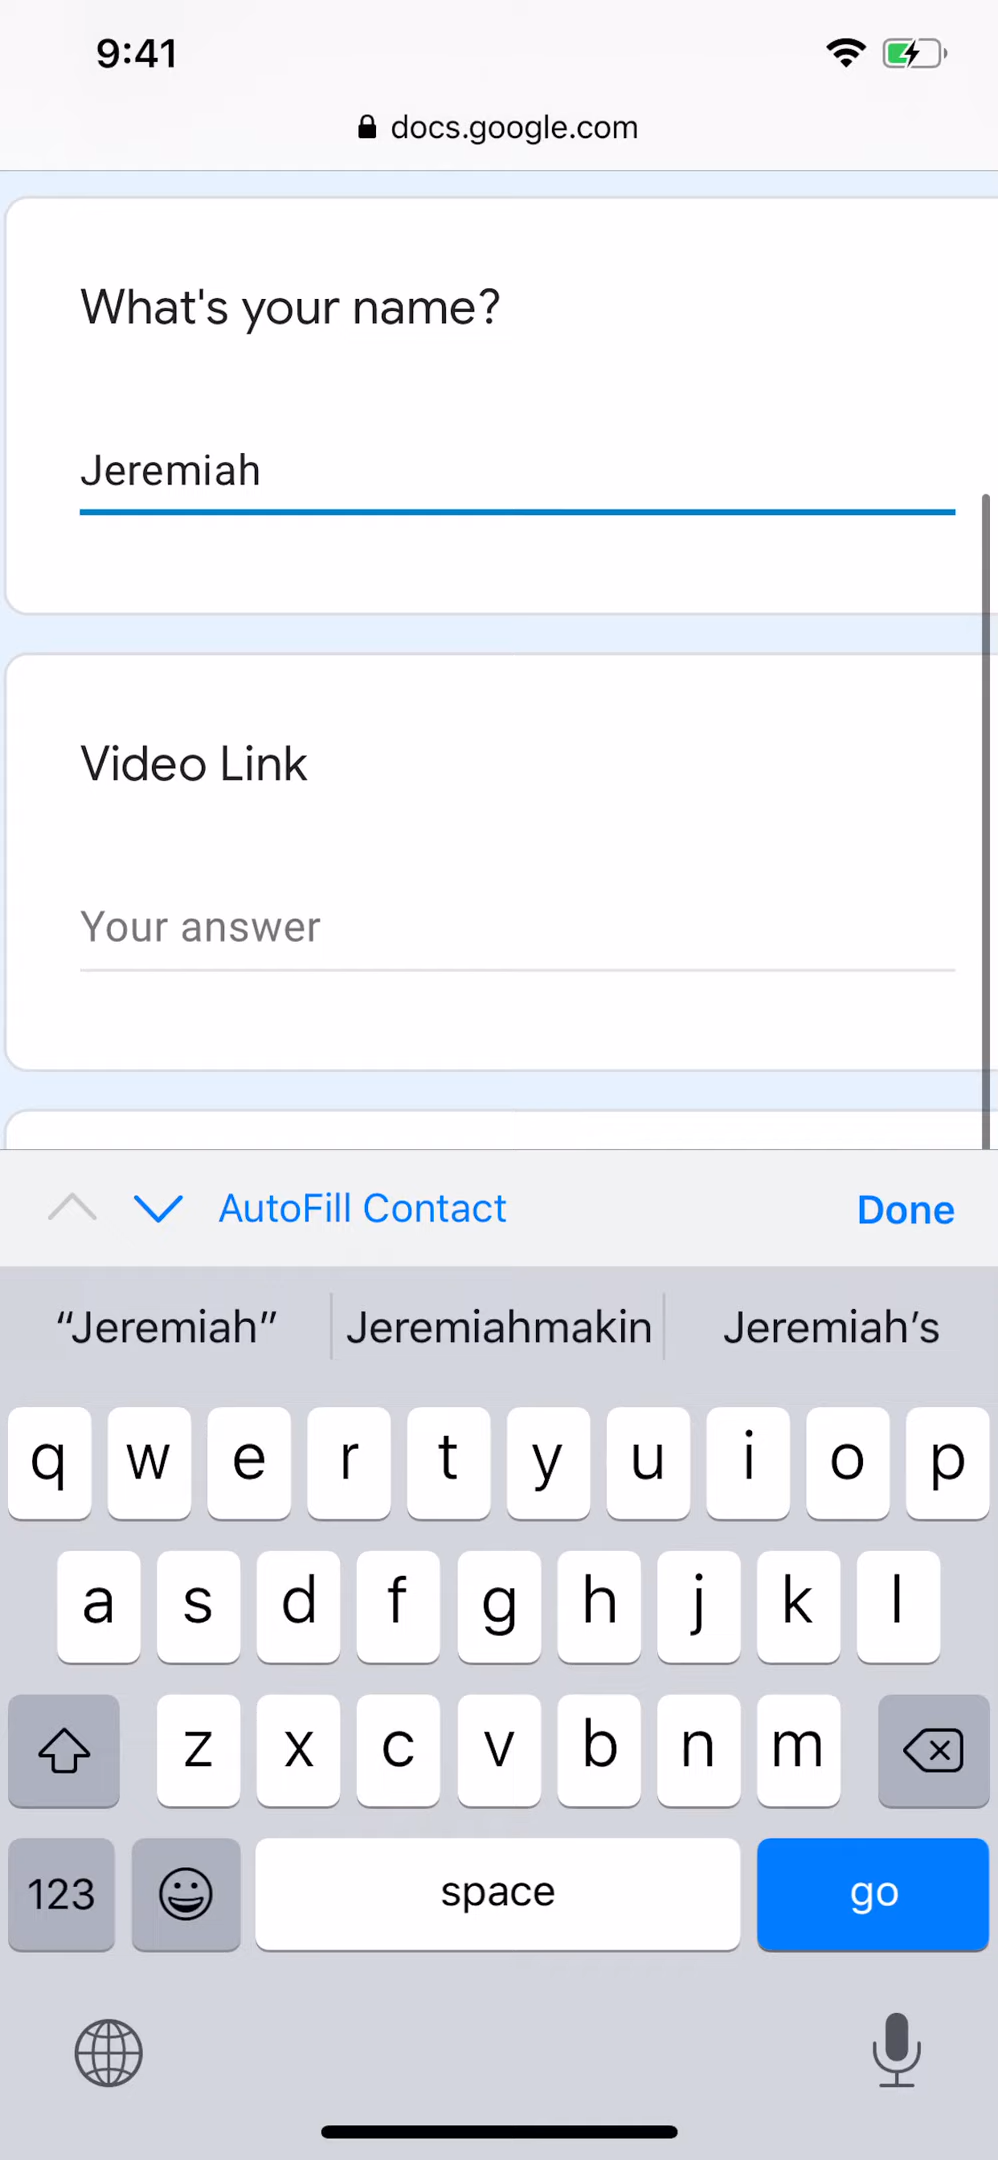 9:41
docs.google.com
What's your name?
Jeremiah
Video Link
Your answer
AutoFill Contact Done
“Jeremiah” Jeremiahmakin Jeremiah’s
q w e r t y u i o p
a s d f g h j k l
z x c v b n m
123 space go